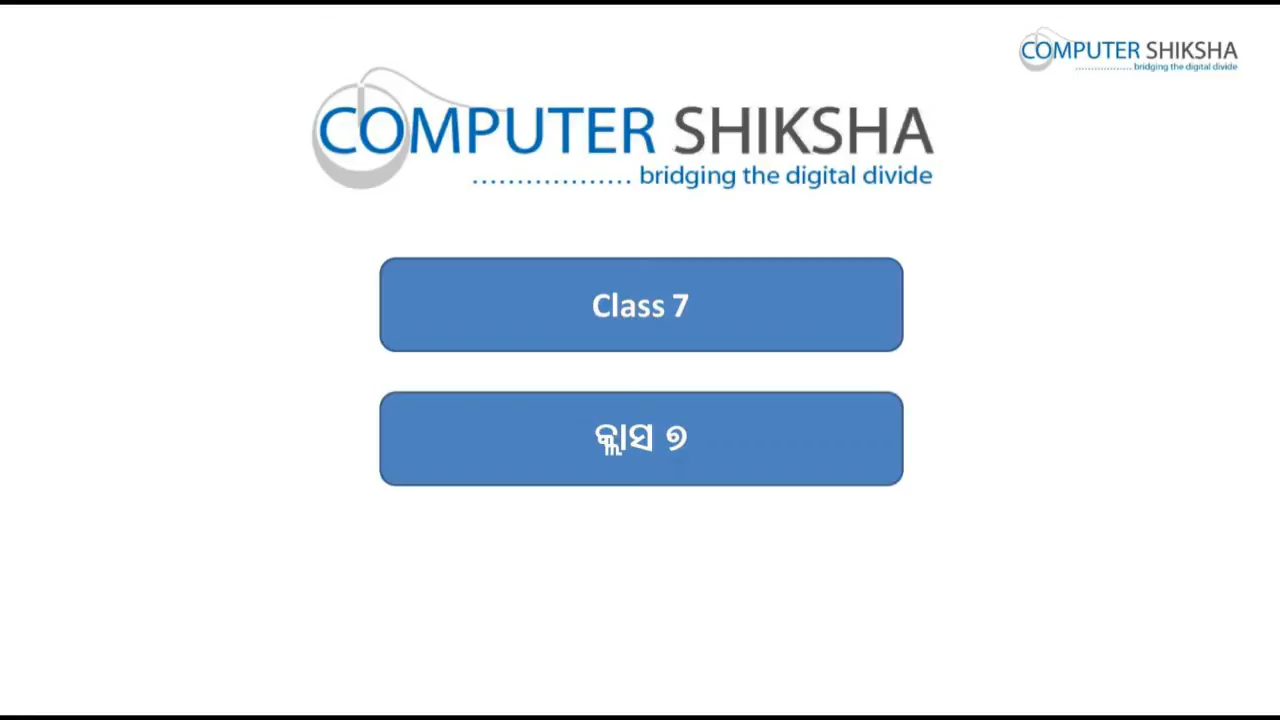 COMPUTER SHIKSHA
bridging the digital divide
COMPUTER SHIKSHA
.................. bridging the digital divide
Class 7
କ୍ଲାସ ୭